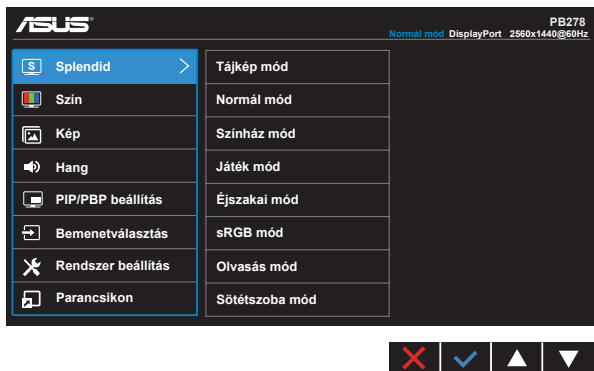 ASUS
PB278
Normál mód DisplayPort 2560x1440@60Hz
S Splendid
Szín
Kép
Hang
PIP/PBP beállítás
Bemenetválasztás
Rendszer beállítás
Parancsikon
Tájkép mód
Normál mód
Színház mód
Játék mód
Éjszakai mód
sRGB mód
Olvasás mód
Sötétszoba mód